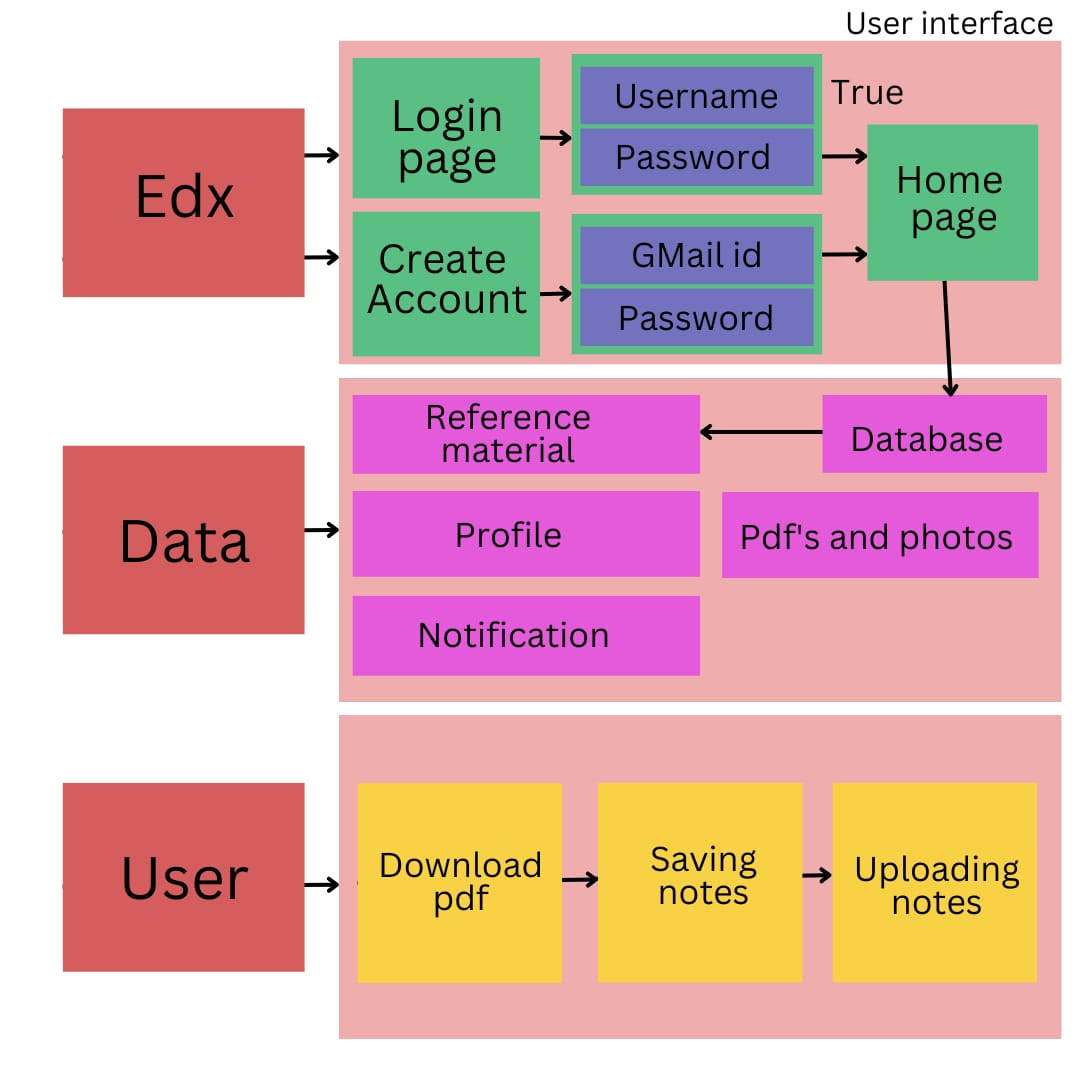 User interface
Edx
Login
page
Username
Password
True
Home
page
Create
Account
GMail id
Password
Data
Reference
material
Database
Profile
Pdf's and photos
Notification
User
Download
pdf
Saving
notes
Uploading
notes